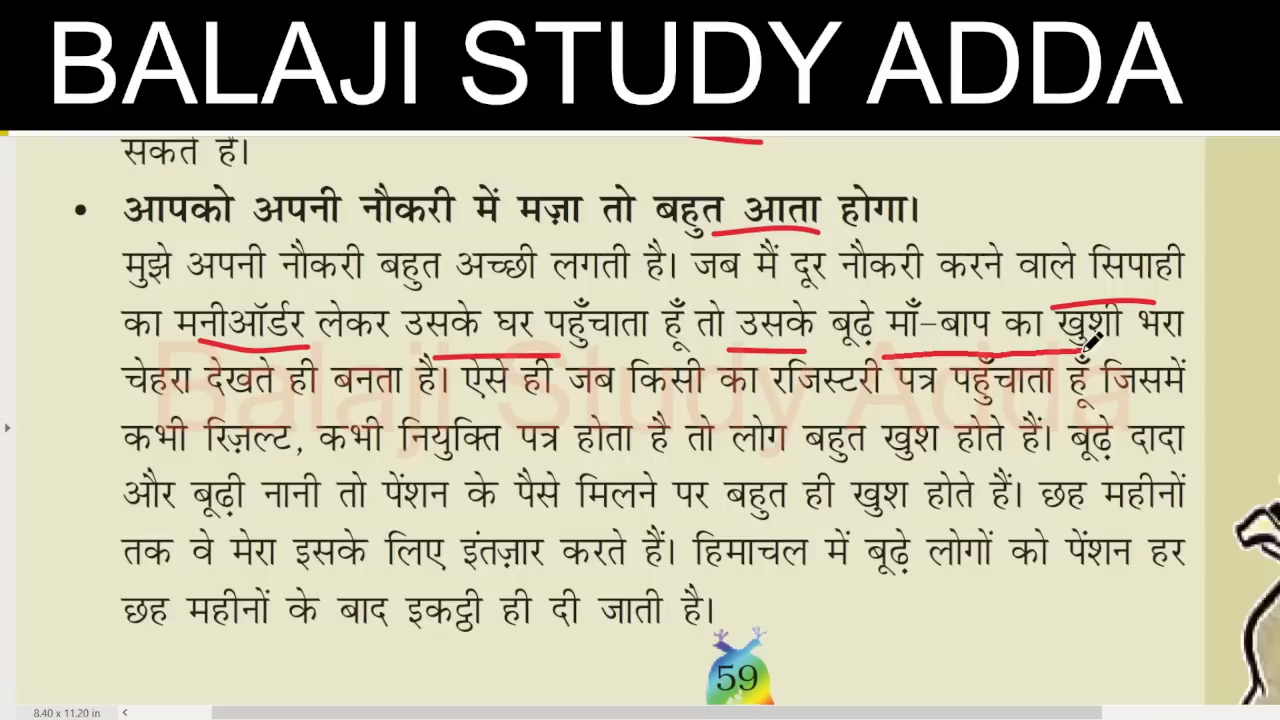 BALAJI STUDY ADDA
सकते हैं।
• आपको अपनी नौकरी में मज़ा तो बहुत आता होगा।
मुझे अपनी नौकरी बहुत अच्छी लगती है। जब मैं दूर नौकरी करने वाले सिपाही
का मनीऑर्डर लेकर उसके घर पहुँचाता हूँ तो उसके बूढ़े माँ-बाप का खुशी भरा
चेहरा देखते ही बनता है। ऐसे ही जब किसी का रजिस्टरी पत्र पहुँचाता हूँ जिसमें
कभी रिज़ल्ट, कभी नियुक्ति पत्र होता है तो लोग बहुत खुश होते हैं। बूढ़े दादा
और बूढ़ी नानी तो पेंशन के पैसे मिलने पर बहुत ही खुश होते हैं। छह महीनों
तक वे मेरा इसके लिए इंतज़ार करते हैं। हिमाचल में बूढ़े लोगों को पेंशन हर
छह महीनों के बाद इकट्ठी ही दी जाती है।
Balaji Study Adda
59
8.40 x 11.20 in